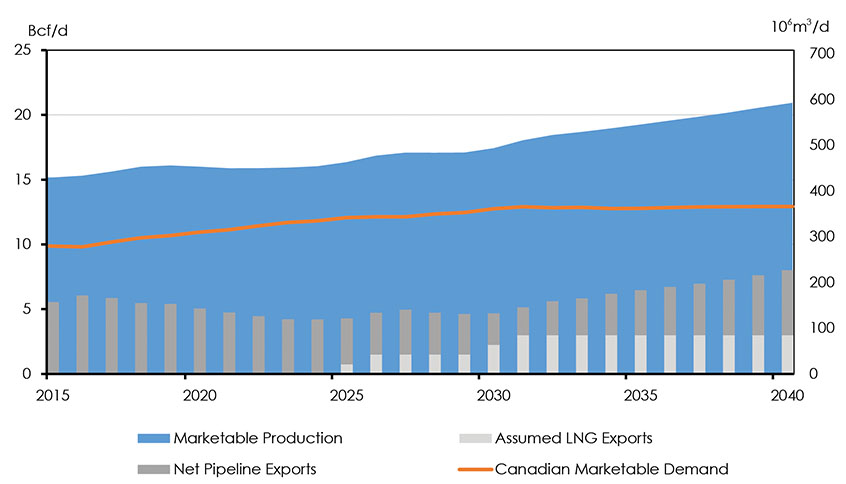 Bcf/d 10⁶m³/d
25 700
600
20
500
15 400
300
10
200
5
100
0 0
2015 2020 2025 2030 2035 2040
Marketable Production Assumed LNG Exports
Net Pipeline Exports Canadian Marketable Demand